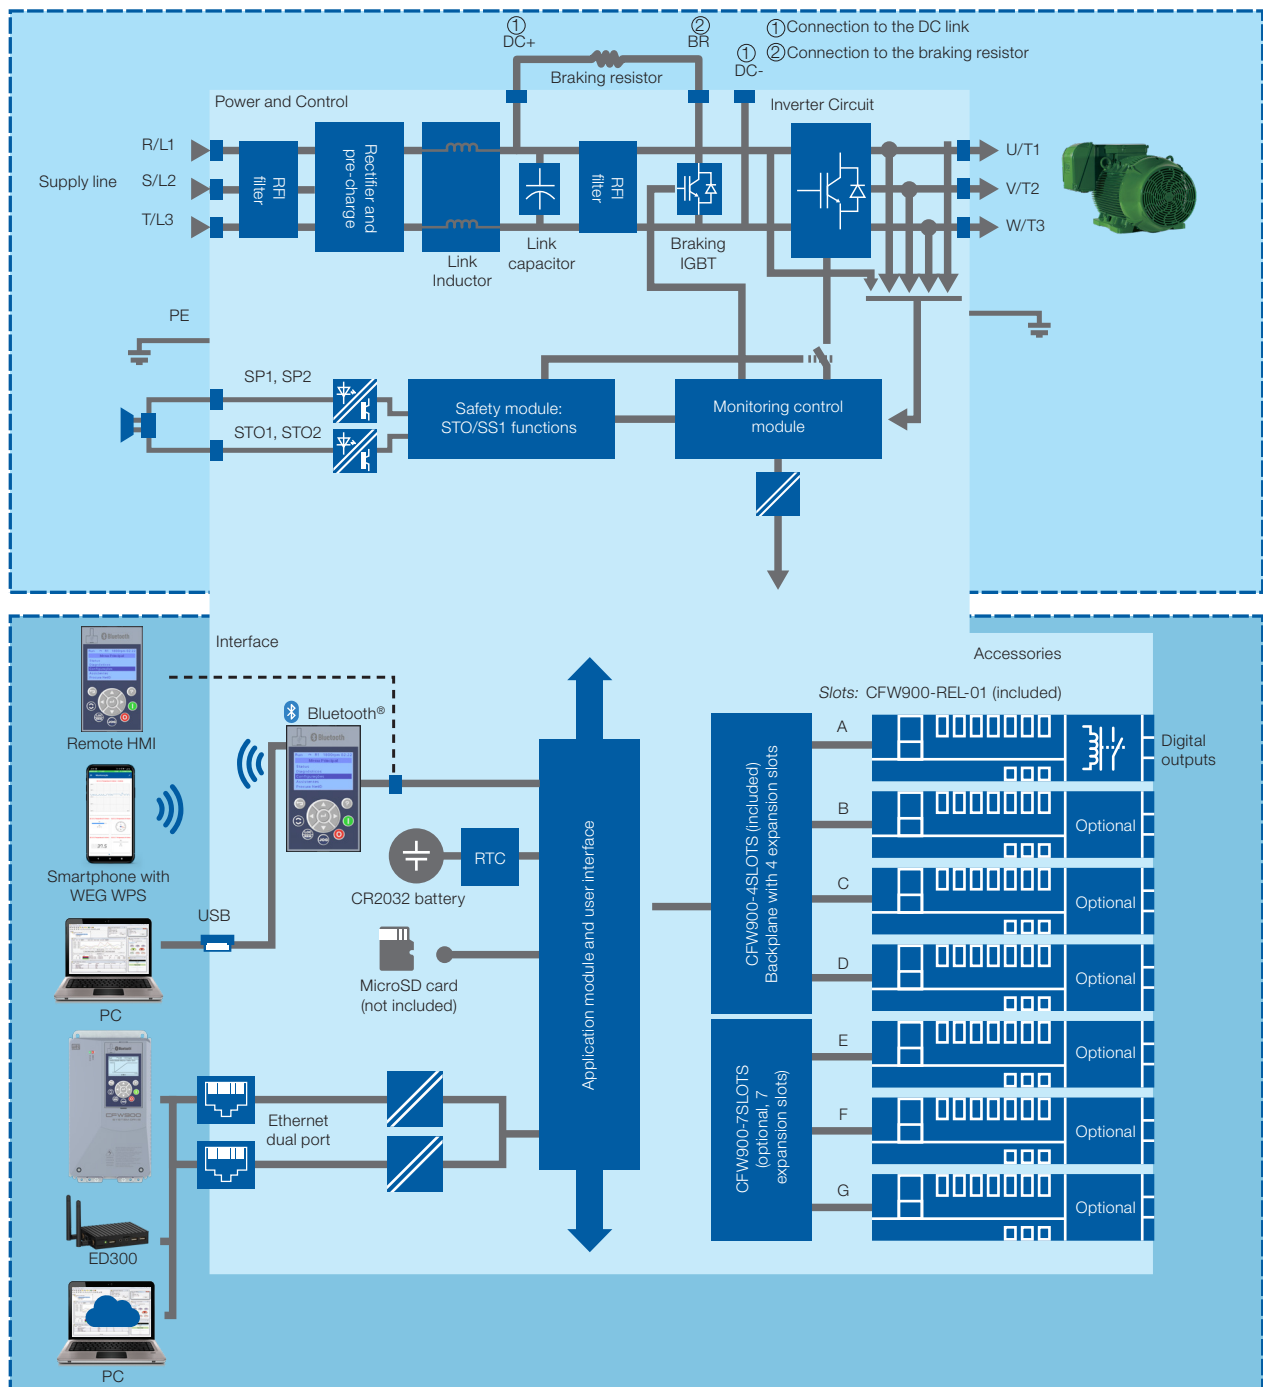 ① DC+
② BR
① DC-
①Connection to the DC link
②Connection to the braking resistor
Braking resistor
Power and Control
Inverter Circuit
Supply line
R/L1
S/L2
T/L3
RFI filter
Rectifier and pre-charge
Link Inductor
Link capacitor
RFI filter
Braking IGBT
U/T1
V/T2
W/T3
PE
SP1, SP2
STO1, STO2
Safety module:
STO/SS1 functions
Monitoring control
module
Interface
Accessories
Bluetooth
Remote HMI
Bluetooth®
Bluetooth
Slots: CFW900-REL-01 (included)
Smartphone with
WEG WPS
USB
PC
CR2032 battery
RTC
MicroSD card
(not included)
Application module and user interface
CFW900-4SLOTS (included)
Backplane with 4 expansion slots
CFW900-7SLOTS
(optional, 7
expansion slots)
A
Digital
outputs
B
Optional
C
Optional
D
Optional
E
Optional
F
Optional
G
Optional
Ethernet
dual port
CFW900
ED300
PC